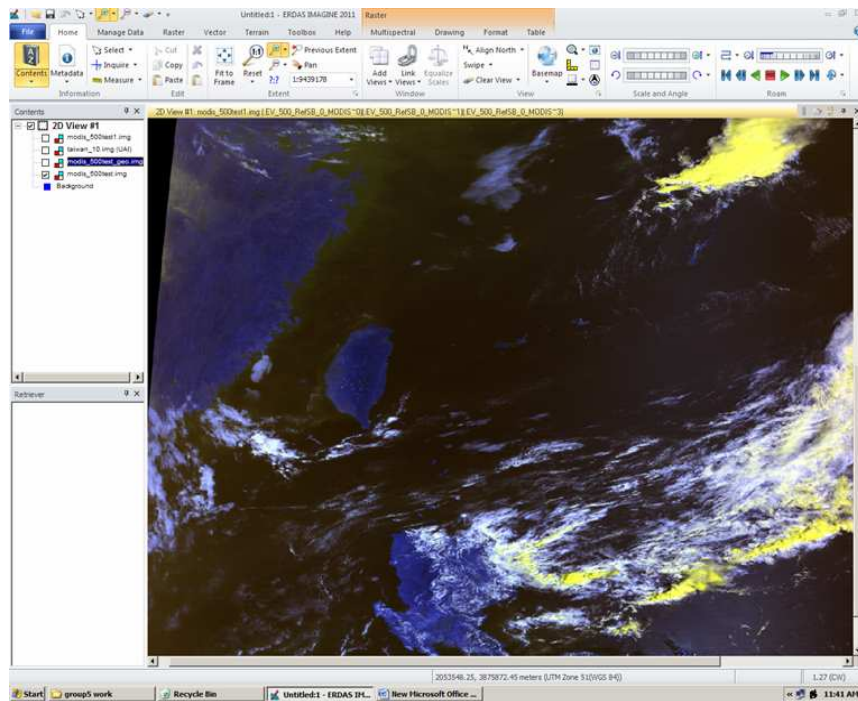 Untitled:1 - ERDAS IMAGINE 2011 Raster
File Home Manage Data Raster Vector Terrain Toolbox Help Multispectral Drawing Format Table
Contents Metadata Select Inquire Measure Information
Cut Copy Paste Edit
Fit to Frame Reset 1:1 1:2 Previous Extent Pan 1:9439178 Extent
Add Views Link Views Equalize Scales Window
Align North Swipe Clear View Basemap View
Scale and Angle
Roam
Contents
2D View #1: modis_500test1.img(:EV_500_RefSB_0_MODIS~0)(:EV_500_RefSB_0_MODIS~1)(:EV_500_RefSB_0_MODIS~3)
2D View #1
modis_500test1.img
taiwan_10.img (UAI)
modis_500test_geo.img
modis_500test.img
Background
Retriever
2053546.25, 3875872.45 meters (UTM Zone 51(WGS 84)) 1.27 (CW)
Start group5 work Recycle Bin Untitled:1 - ERDAS IM... New Microsoft Office ... 11:41 AM